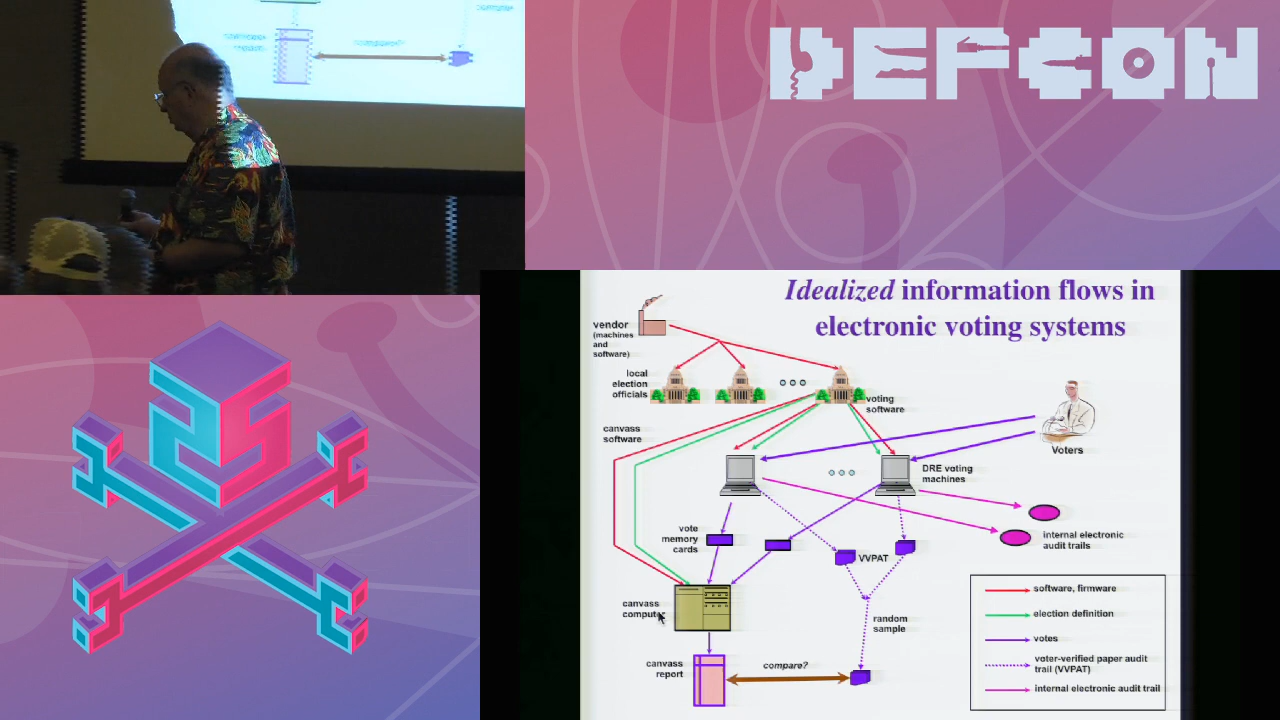 DEFCON
Idealized information flows in
electronic voting systems
vendor
(machines
and
software)
local
election
officials
voting
software
canvass
software
Voters
DRE voting
machines
vote
memory
cards
VVPAT
internal electronic
audit trails
canvass
computer
random
sample
canvass
report
compare?
software, firmware
election definition
votes
voter-verified paper audit
trail (VVPAT)
internal electronic audit trail